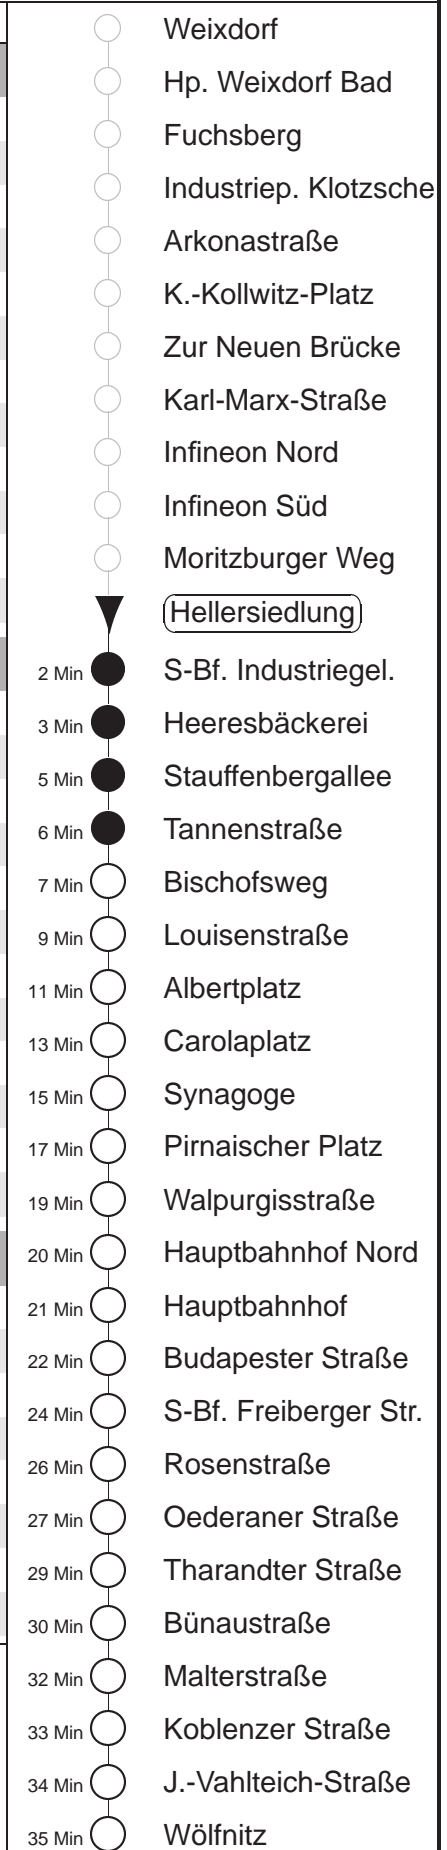 Weixdorf
Hp. Weixdorf Bad
Fuchsberg
Industriep. Klotzsche
Arkonastraße
K.-Kollwitz-Platz
Zur Neuen Brücke
Karl-Marx-Straße
Infineon Nord
Infineon Süd
Moritzburger Weg
Hellersiedlung
2 Min S-Bf. Industriegel.
3 Min Heeresbäckerei
5 Min Stauffenbergallee
6 Min Tannenstraße
7 Min Bischofsweg
9 Min Louisenstraße
11 Min Albertplatz
13 Min Carolaplatz
15 Min Synagoge
17 Min Pirnaischer Platz
19 Min Walpurgisstraße
20 Min Hauptbahnhof Nord
21 Min Hauptbahnhof
22 Min Budapester Straße
24 Min S-Bf. Freiberger Str.
26 Min Rosenstraße
27 Min Oederaner Straße
29 Min Tharandter Straße
30 Min Bünaustraße
32 Min Malterstraße
33 Min Koblenzer Straße
34 Min J.-Vahlteich-Straße
35 Min Wölfnitz